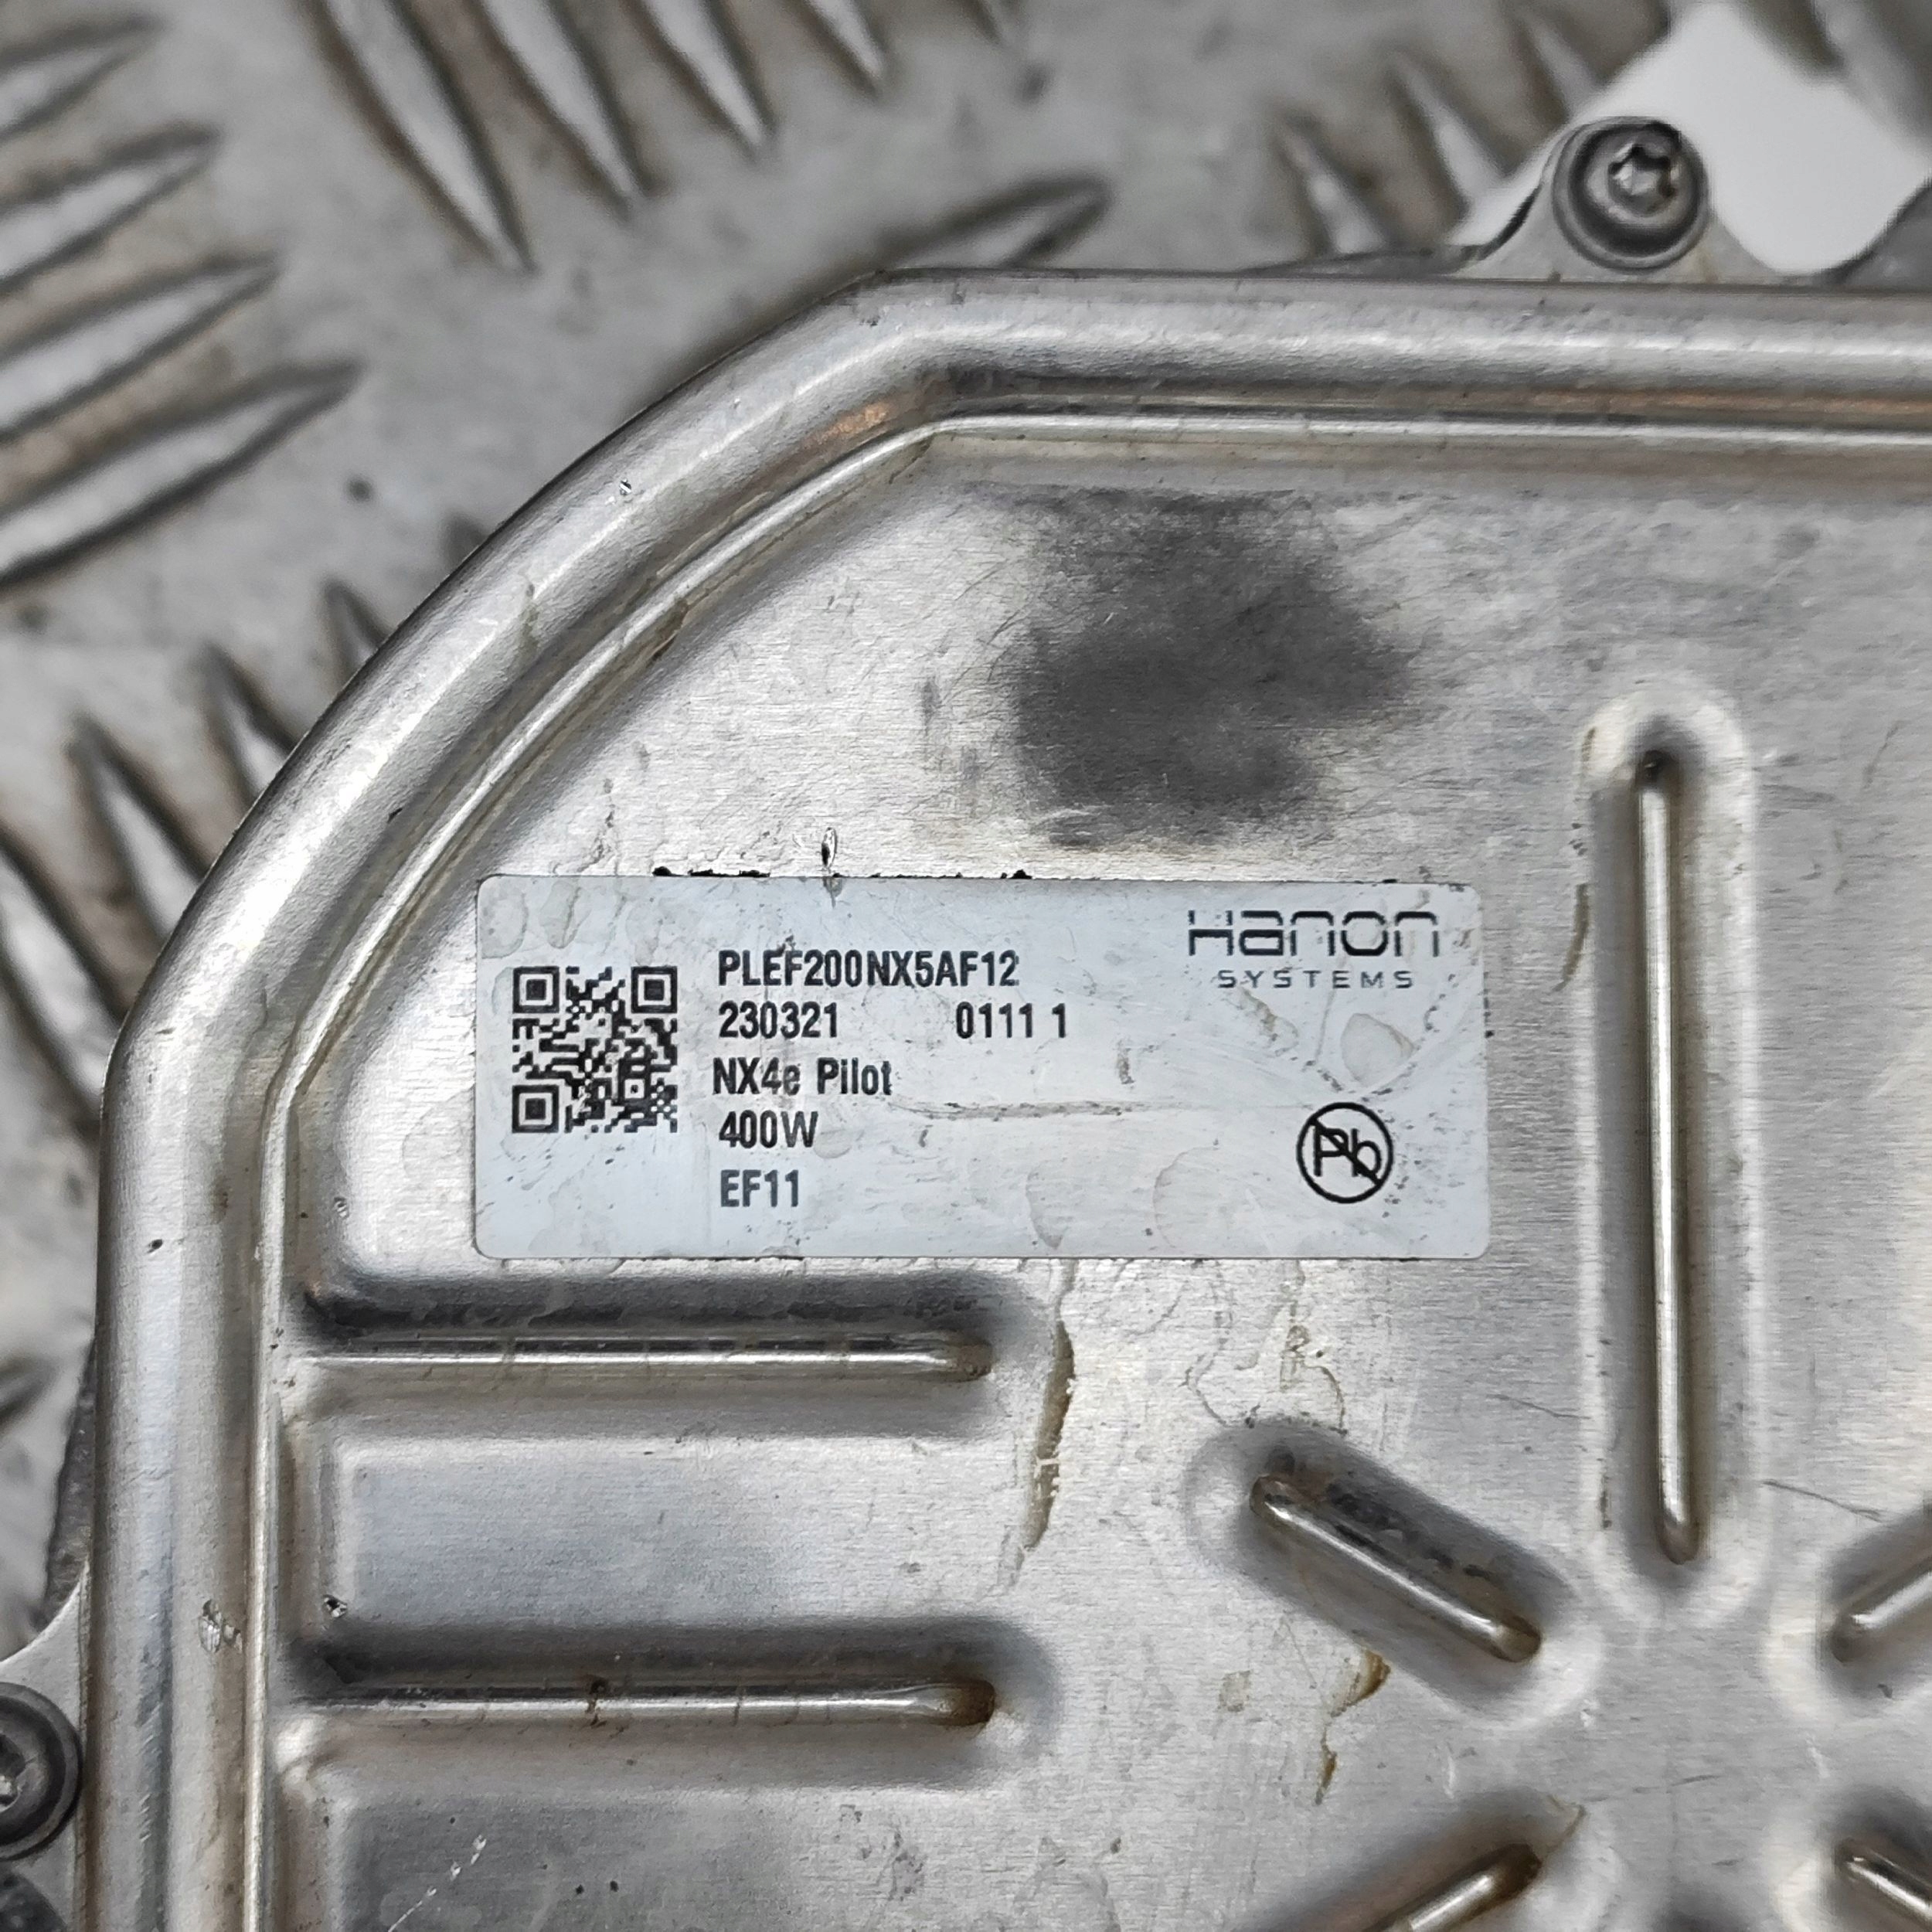 Hanon
SYSTEMS
PLEF200NX5AF12
230321 0111 1
NX4e Pilot
400W
EF11
Pb